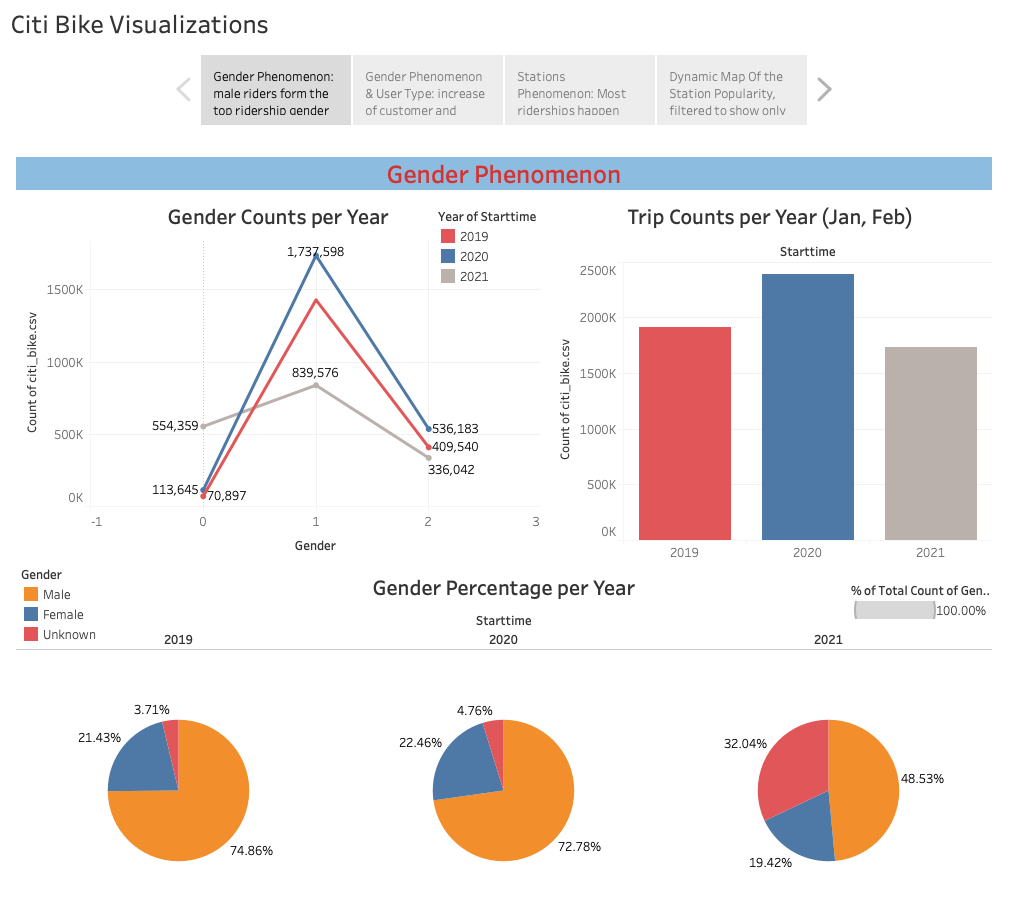 Citi Bike Visualizations
Gender Phenomenon:
male riders form the
top ridership gender
Gender Phenomenon
& User Type: increase
of customer and
Stations
Phenomenon: Most
riderships happen
Dynamic Map Of the
Station Popularity,
filtered to show only
Gender Phenomenon
Gender Counts per Year
Year of Starttime
2019
2020
2021
Count of citi_bike.csv
1500K
1000K
500K
0K
1,737,598
839,576
554,359
536,183
409,540
336,042
113,645
70,897
-1
0
1
2
3
Gender
Trip Counts per Year (Jan, Feb)
Starttime
Count of citi_bike.csv
2500K
2000K
1500K
1000K
500K
0K
2019
2020
2021
Gender
Male
Female
Unknown
Gender Percentage per Year
% of Total Count of Gen..
100.00%
Starttime
2019
2020
2021
3.71%
21.43%
74.86%
4.76%
22.46%
72.78%
32.04%
48.53%
19.42%